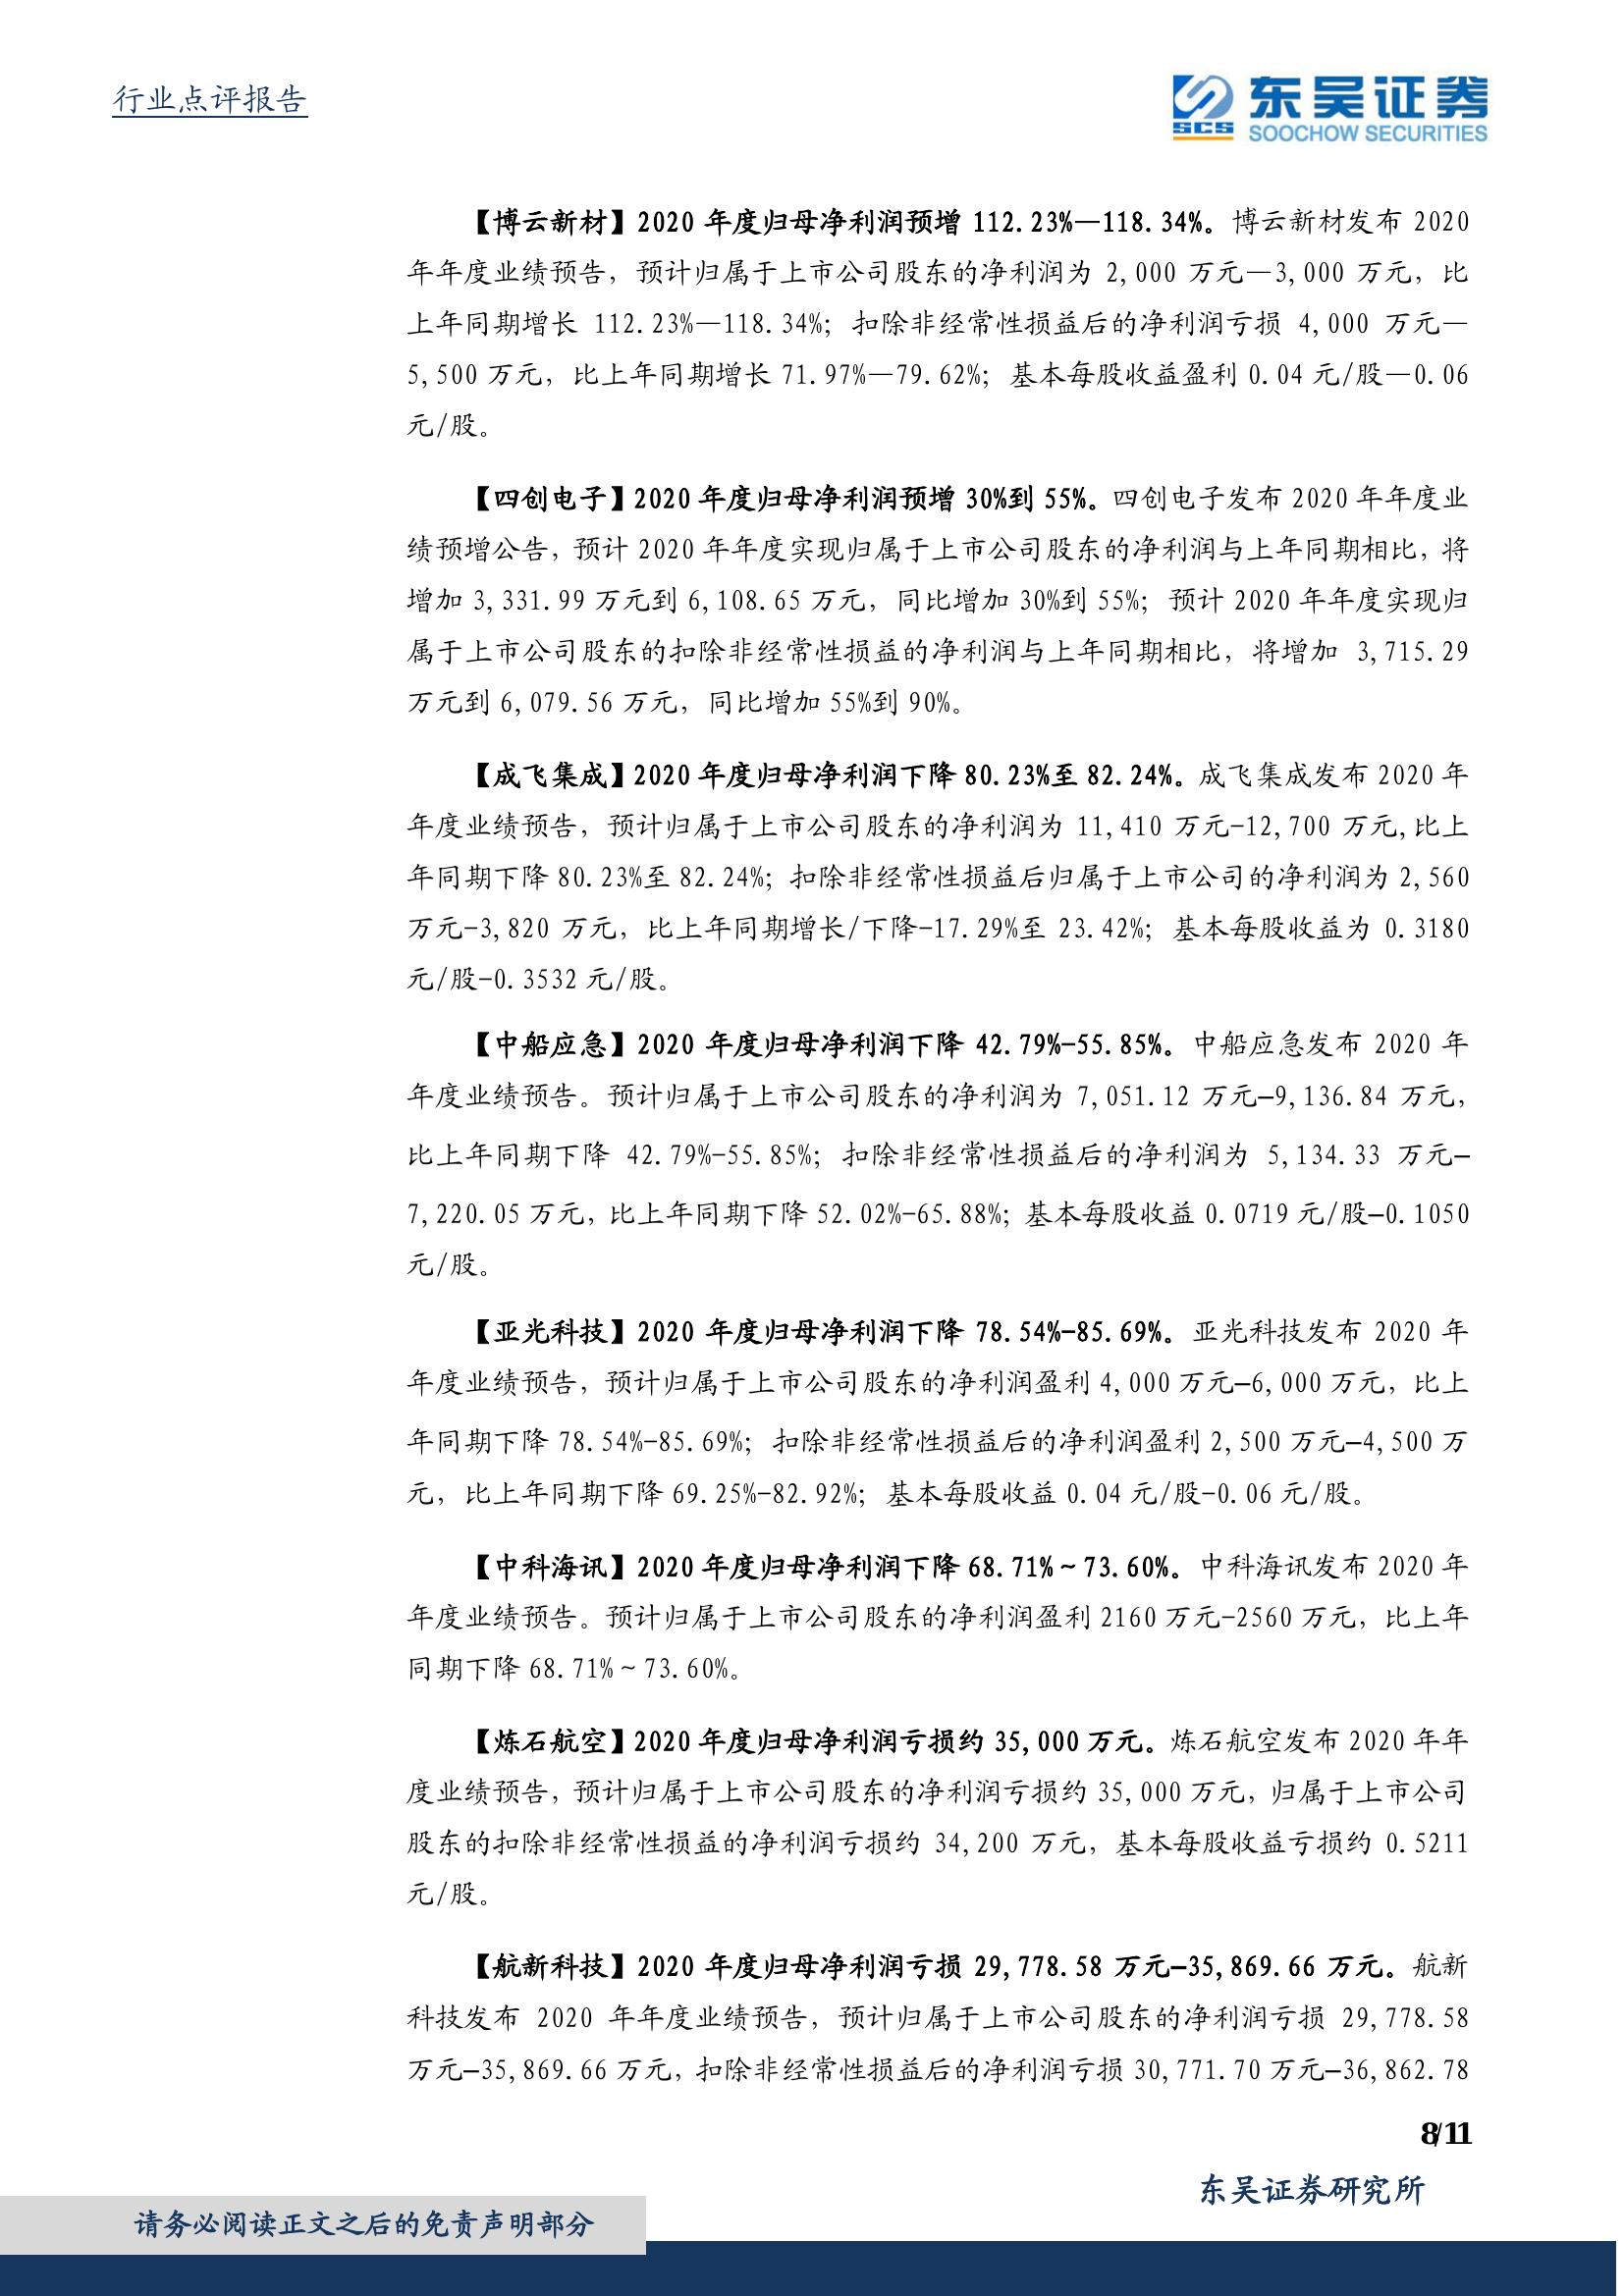 行业点评报告
东吴证券
SCS
SOOCHOW SECURITIES
【博云新材】2020 年度归母净利润预增 112.23%—118.34%。博云新材发布 2020
年年度业绩预告，预计归属于上市公司股东的净利润为 2,000 万元—3,000 万元，比
上年同期增长 112.23%—118.34%；扣除非经常性损益后的净利润亏损 4,000 万元—
5,500 万元，比上年同期增长 71.97%—79.62%；基本每股收益盈利 0.04 元/股—0.06
元/股。
【四创电子】2020 年度归母净利润预增 30%到 55%。四创电子发布 2020 年年度业
绩预增公告，预计 2020 年年度实现归属于上市公司股东的净利润与上年同期相比，将
增加 3,331.99 万元到 6,108.65 万元，同比增加 30%到 55%；预计 2020 年年度实现归
属于上市公司股东的扣除非经常性损益的净利润与上年同期相比，将增加 3,715.29
万元到 6,079.56 万元，同比增加 55%到 90%。
【成飞集成】2020 年度归母净利润下降 80.23%至 82.24%。成飞集成发布 2020 年
年度业绩预告，预计归属于上市公司股东的净利润为 11,410 万元-12,700 万元,比上
年同期下降 80.23%至 82.24%；扣除非经常性损益后归属于上市公司的净利润为 2,560
万元-3,820 万元，比上年同期增长/下降-17.29%至 23.42%；基本每股收益为 0.3180
元/股-0.3532 元/股。
【中船应急】2020 年度归母净利润下降 42.79%-55.85%。中船应急发布 2020 年
年度业绩预告。预计归属于上市公司股东的净利润为 7,051.12 万元–9,136.84 万元，
比上年同期下降 42.79%-55.85%；扣除非经常性损益后的净利润为 5,134.33 万元–
7,220.05 万元，比上年同期下降 52.02%-65.88%；基本每股收益 0.0719 元/股–0.1050
元/股。
【亚光科技】2020 年度归母净利润下降 78.54%-85.69%。亚光科技发布 2020 年
年度业绩预告，预计归属于上市公司股东的净利润盈利 4,000 万元–6,000 万元，比上
年同期下降 78.54%-85.69%；扣除非经常性损益后的净利润盈利 2,500 万元–4,500 万
元，比上年同期下降 69.25%-82.92%；基本每股收益 0.04 元/股-0.06 元/股。
【中科海讯】2020 年度归母净利润下降 68.71%～73.60%。中科海讯发布 2020 年
年度业绩预告。预计归属于上市公司股东的净利润盈利 2160 万元-2560 万元，比上年
同期下降 68.71%～73.60%。
【炼石航空】2020 年度归母净利润亏损约 35,000 万元。炼石航空发布 2020 年年
度业绩预告，预计归属于上市公司股东的净利润亏损约 35,000 万元，归属于上市公司
股东的扣除非经常性损益的净利润亏损约 34,200 万元，基本每股收益亏损约 0.5211
元/股。
【航新科技】2020 年度归母净利润亏损 29,778.58 万元–35,869.66 万元。航新
科技发布 2020 年年度业绩预告，预计归属于上市公司股东的净利润亏损 29,778.58
万元–35,869.66 万元，扣除非经常性损益后的净利润亏损 30,771.70 万元–36,862.78
8/11
东吴证券研究所
请务必阅读正文之后的免责声明部分